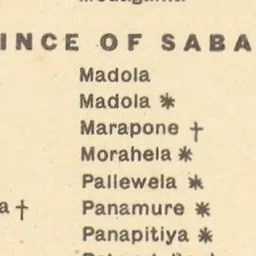 INCE OF SABA
Madola
Madola *
Marapone †
Morahela *
Pallewela *
a † Panamure *
Panapitiya *